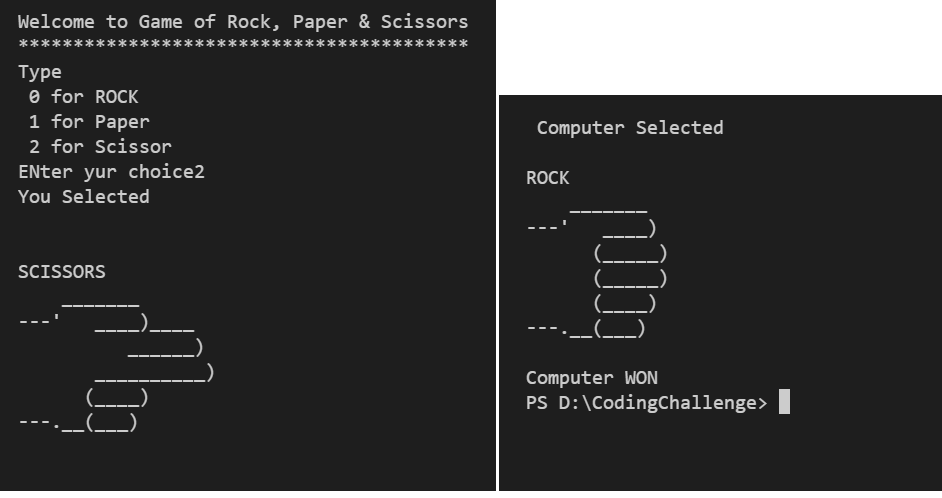 Welcome to Game of Rock, Paper & Scissors
*****************************************
Type
 0 for ROCK
 1 for Paper
 2 for Scissor
ENter yur choice2
You Selected


SCISSORS
    _______
---'   ____)____
          ______)
       __________)
      (____)
---.__(___)

 Computer Selected

ROCK
    _______
---'   ____)
      (_____)
      (_____)
      (____)
---.__(___)

Computer WON
PS D:\CodingChallenge>